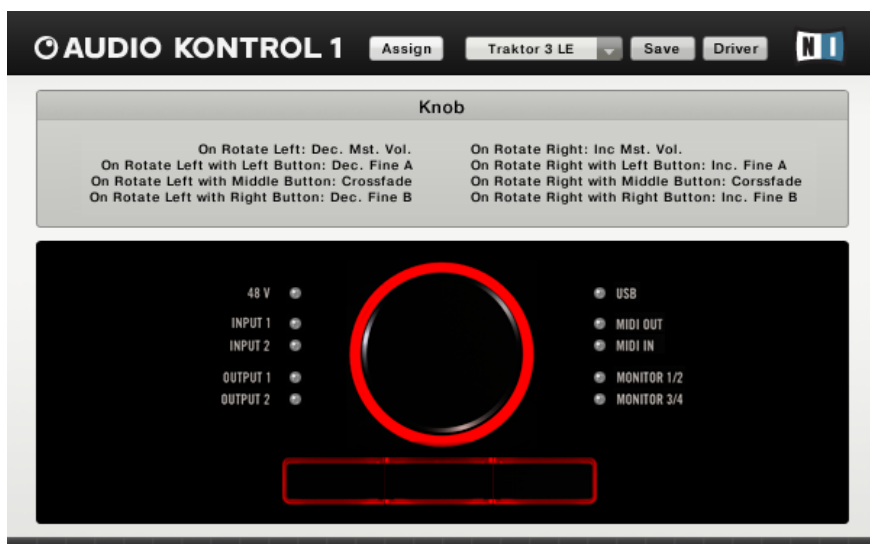 AUDIO KONTROL 1 Assign Traktor 3 LE Save Driver NI
Knob
On Rotate Left: Dec. Mst. Vol.
On Rotate Left with Left Button: Dec. Fine A
On Rotate Left with Middle Button: Crossfade
On Rotate Left with Right Button: Dec. Fine B
On Rotate Right: Inc Mst. Vol.
On Rotate Right with Left Button: Inc. Fine A
On Rotate Right with Middle Button: Corssfade
On Rotate Right with Right Button: Inc. Fine B
48 V
INPUT 1
INPUT 2
OUTPUT 1
OUTPUT 2
USB
MIDI OUT
MIDI IN
MONITOR 1/2
MONITOR 3/4